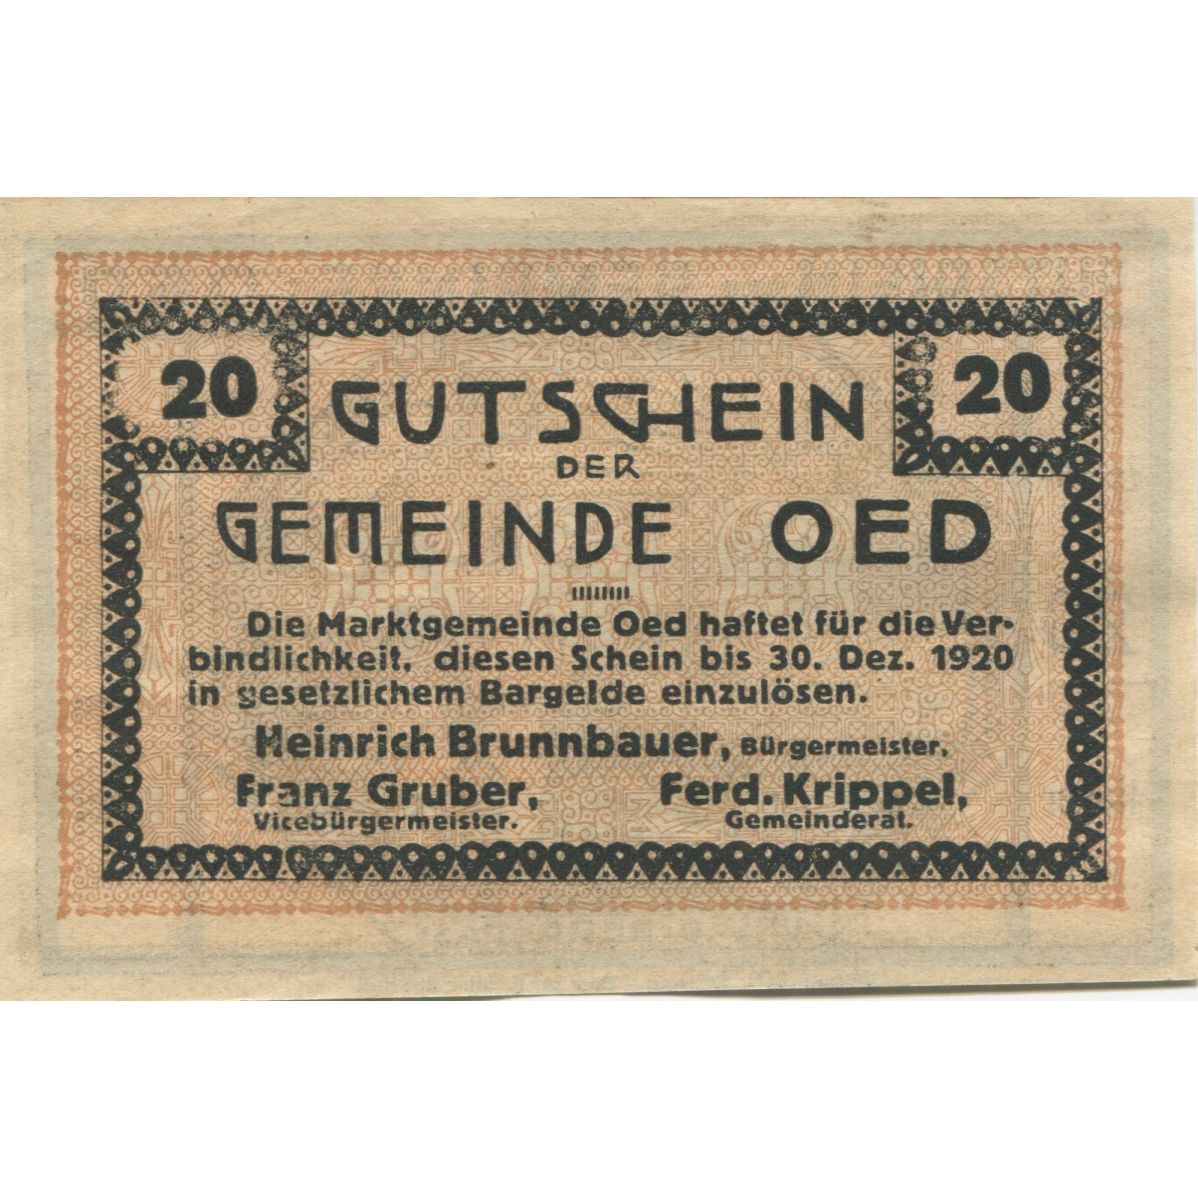 20 20
GUTSCHEIN
DER
GEMEINDE OED
Die Marktgemeinde Oed haftet für die Ver-
bindlichkeit, diesen Schein bis 30. Dez. 1920
in gesetzlichem Bargelde einzulösen.
Heinrich Brunnbauer, Bürgermeister,
Franz Gruber, Ferd. Krippel,
Vicebürgermeister. Gemeinderat.